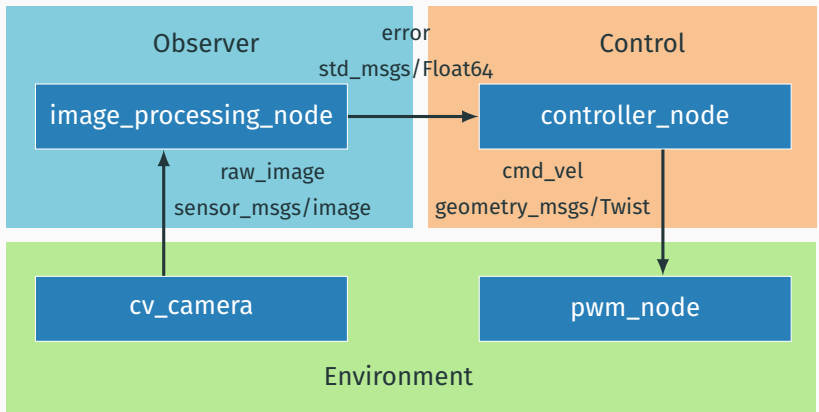 Observer
error
std_msgs/Float64
Control
image_processing_node
controller_node
raw_image
sensor_msgs/image
cmd_vel
geometry_msgs/Twist
cv_camera
pwm_node
Environment